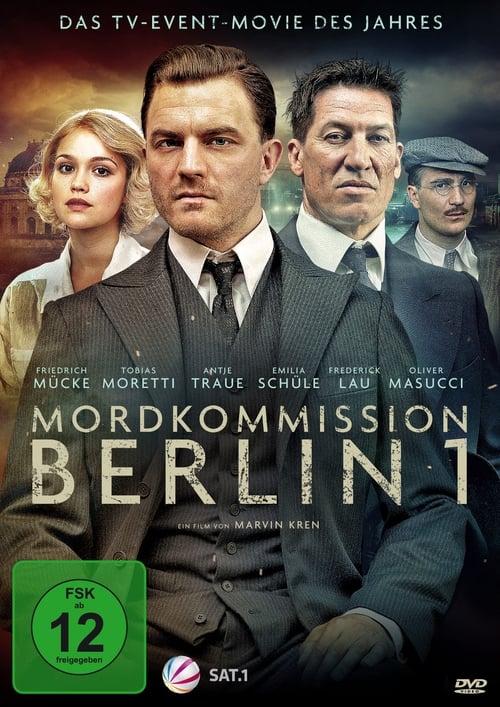 DAS TV-EVENT-MOVIE DES JAHRES
FRIEDRICH MÜCKE TOBIAS MORETTI ANTJE TRAUE EMILIA SCHÜLE FREDERICK LAU OLIVER MASUCCI
MORDKOMMISSION
BERLIN 1
EIN FILM VON MARVIN KREN
FSK
ab
12
freigegeben
SAT.1
DVD
VIDEO